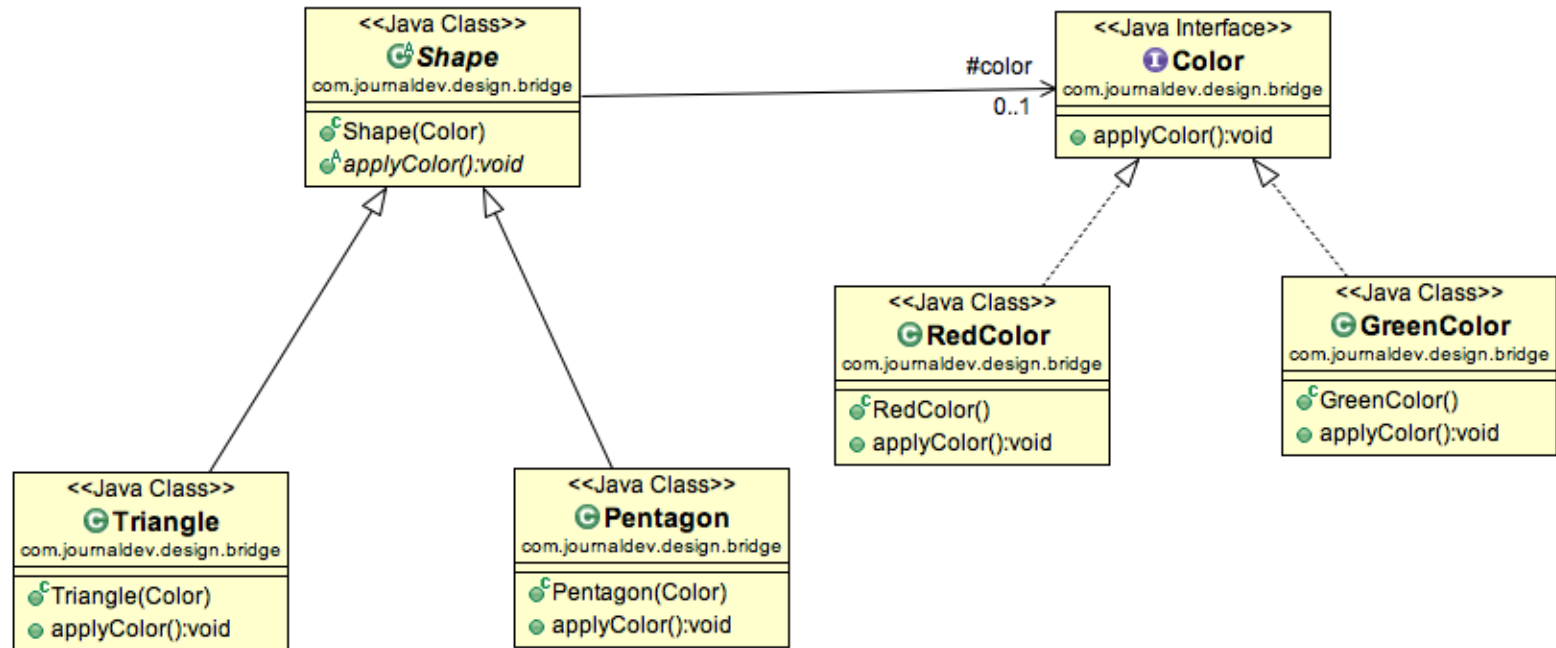 <<Java Class>>
Shape
com.journaldev.design.bridge
Shape(Color)
applyColor():void
#color
0..1
<<Java Interface>>
Color
com.journaldev.design.bridge
applyColor():void
<<Java Class>>
RedColor
com.journaldev.design.bridge
RedColor()
applyColor():void
<<Java Class>>
GreenColor
com.journaldev.design.bridge
GreenColor()
applyColor():void
<<Java Class>>
Triangle
com.journaldev.design.bridge
Triangle(Color)
applyColor():void
<<Java Class>>
Pentagon
com.journaldev.design.bridge
Pentagon(Color)
applyColor():void